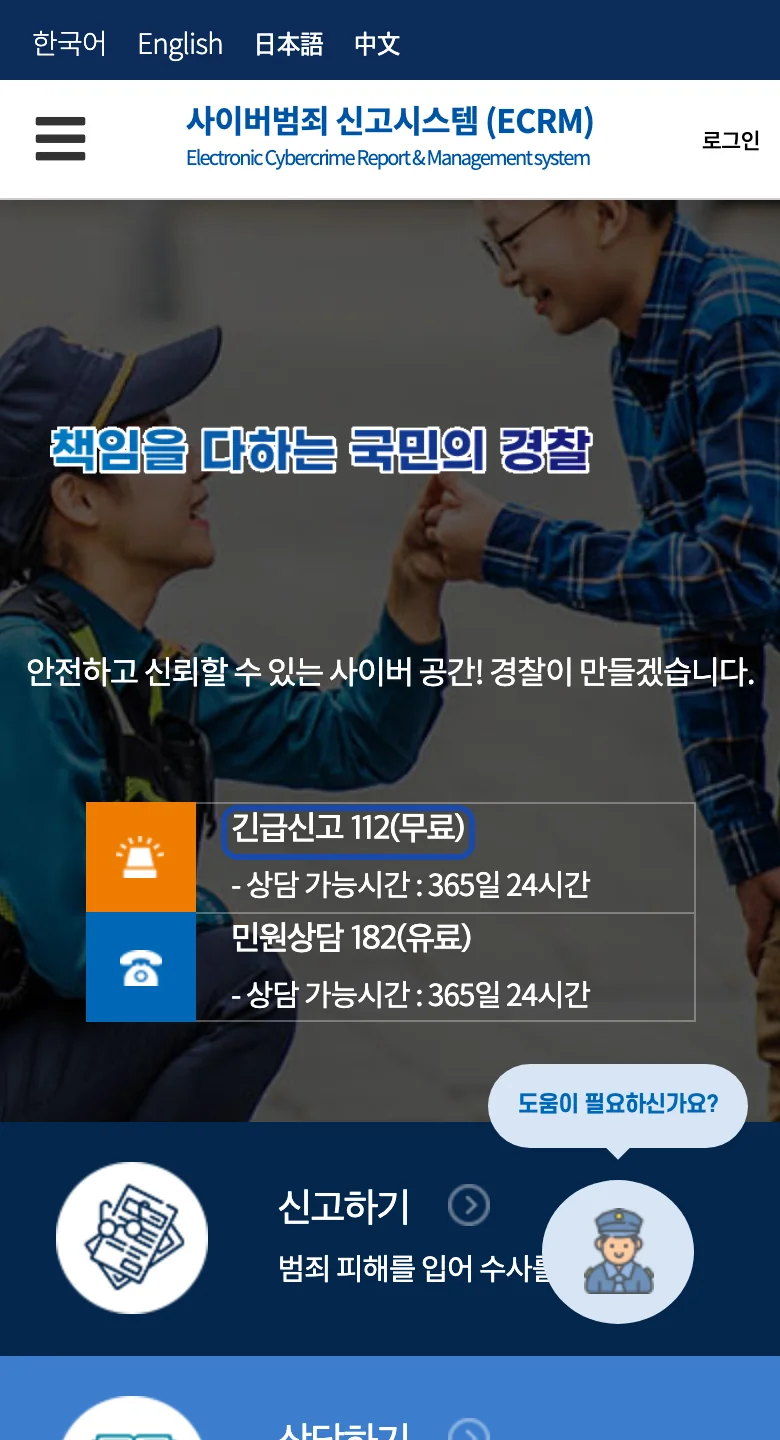 한국어 English 日本語 中文
사이버범죄 신고시스템 (ECRM)
Electronic Cybercrime Report & Management system
로그인
책임을 다하는 국민의 경찰
안전하고 신뢰할 수 있는 사이버 공간! 경찰이 만들겠습니다.
긴급신고 112(무료)
- 상담 가능시간 : 365일 24시간
민원상담 182(유료)
- 상담 가능시간 : 365일 24시간
도움이 필요하신가요?
신고하기
범죄 피해를 입어 수사를
상담하기